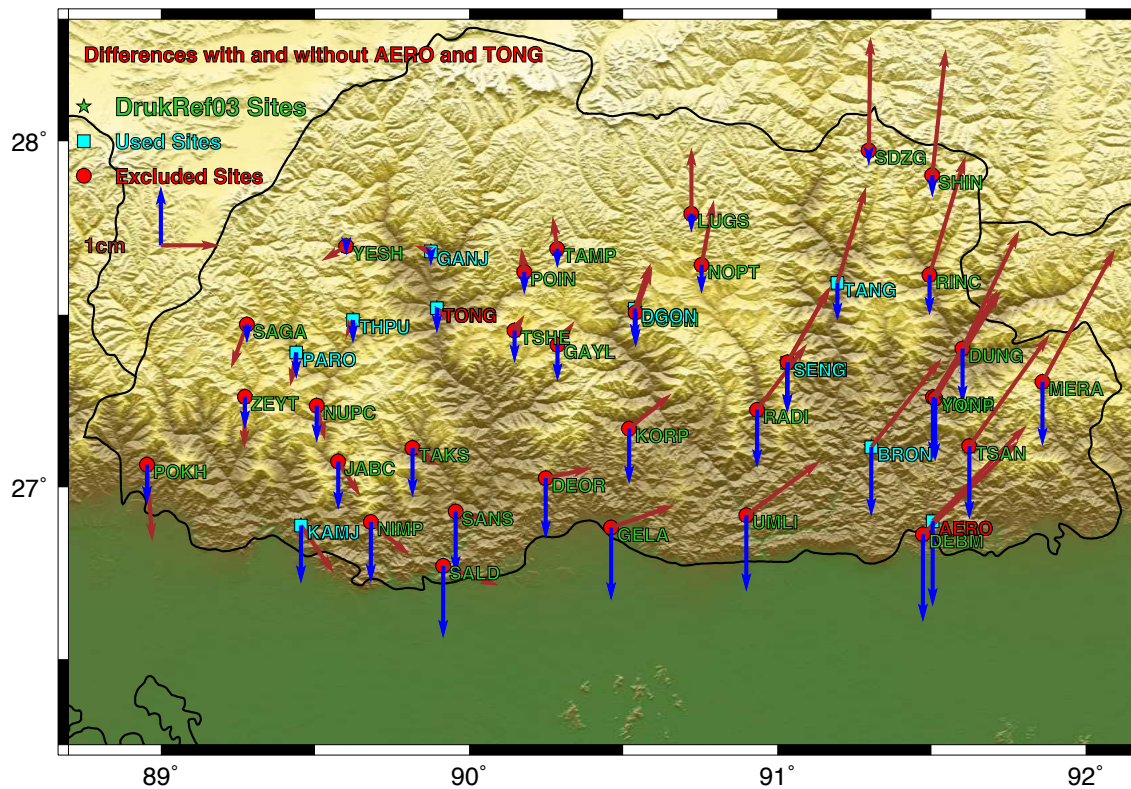 Differences with and without AERO and TONG
DrukRef03 Sites
Used Sites
Excluded Sites
1cm
28°
27°
SDZG
SHIN
LUGS
YESH
GANJ
TAMP
NOPT
POIN
RINC
TANG
TONG
DGON
THPU
SAGA
TSHE
GAYL
PARO
DUNG
SENG
MERA
ZEYT
NUPC
YONP
RADI
KORP
TAKS
BRON
TSAN
POKH
JABC
DEOR
SANS
UMLI
NIMP
KAMJ
GELA
AERO
DEBM
SALD
89°
90°
91°
92°